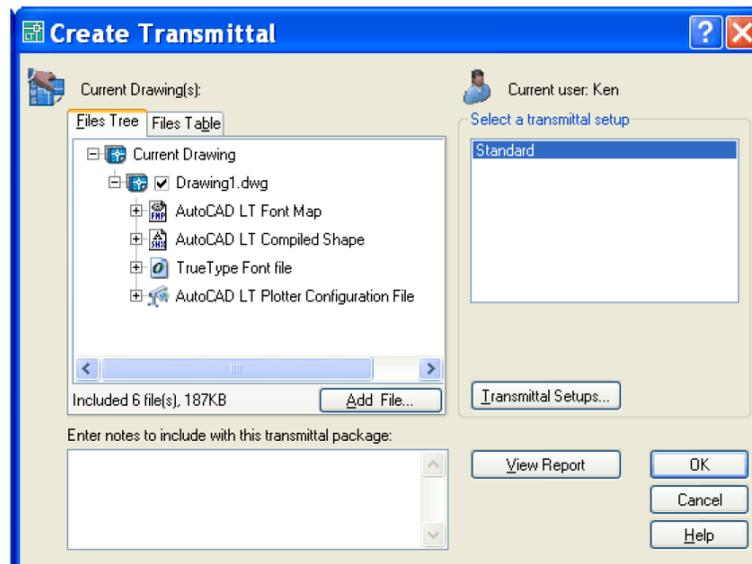 Create Transmittal
Current Drawing(s):
Files Tree
Files Table
Current Drawing
Drawing1.dwg
AutoCAD LT Font Map
AutoCAD LT Compiled Shape
TrueType Font file
AutoCAD LT Plotter Configuration File
Included 6 file(s), 187KB
Add File...
Enter notes to include with this transmittal package:
Current user: Ken
Select a transmittal setup
Standard
Transmittal Setups...
View Report
OK
Cancel
Help